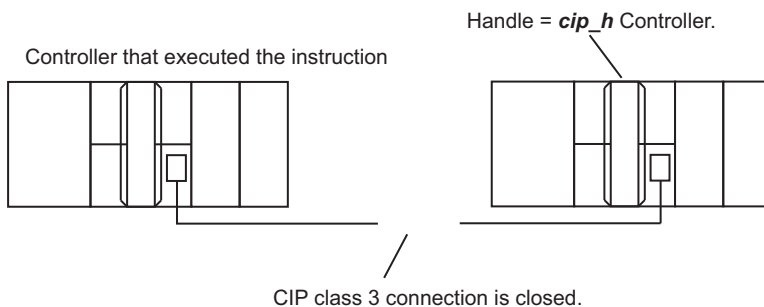 Handle = cip_h Controller.
Controller that executed the instruction
CIP class 3 connection is closed.